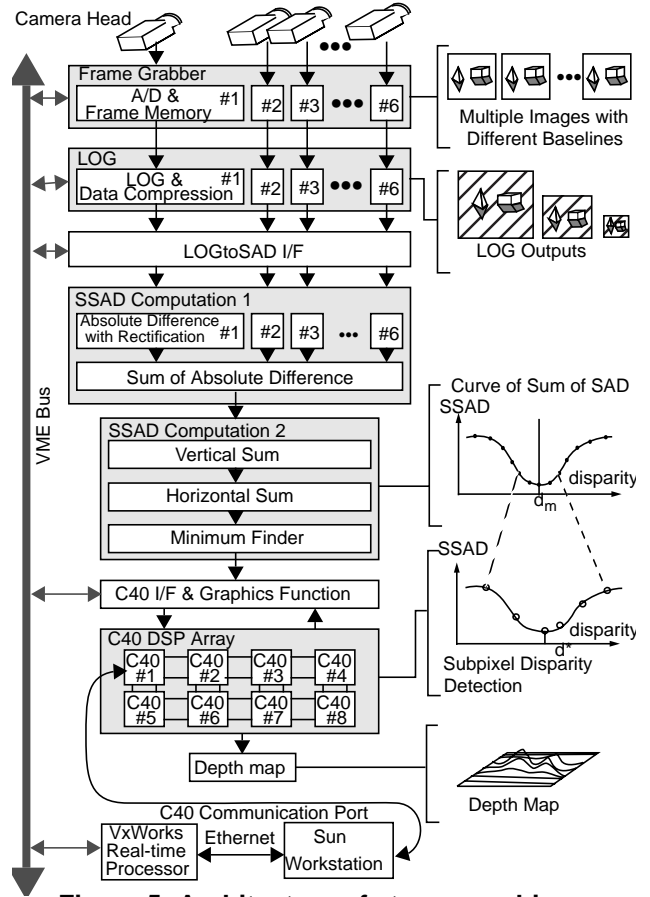 Camera Head
Frame Grabber
A/D &
Frame Memory
#1
#2
#3
#6
Multiple Images with
Different Baselines
LOG
LOG &
Data Compression
#1
#2
#3
#6
LOG Outputs
LOGtoSAD I/F
SSAD Computation 1
Absolute Difference
with Rectification
#1
#2
#3
#6
Sum of Absolute Difference
VME Bus
SSAD Computation 2
Vertical Sum
Horizontal Sum
Minimum Finder
Curve of Sum of SAD
SSAD
disparity
dm
C40 I/F & Graphics Function
SSAD
disparity
d*
Subpixel Disparity
Detection
C40 DSP Array
C40
#1
C40
#2
C40
#3
C40
#4
C40
#5
C40
#6
C40
#7
C40
#8
Depth map
Depth Map
C40 Communication Port
VxWorks
Real-time
Processor
Ethernet
Sun
Workstation